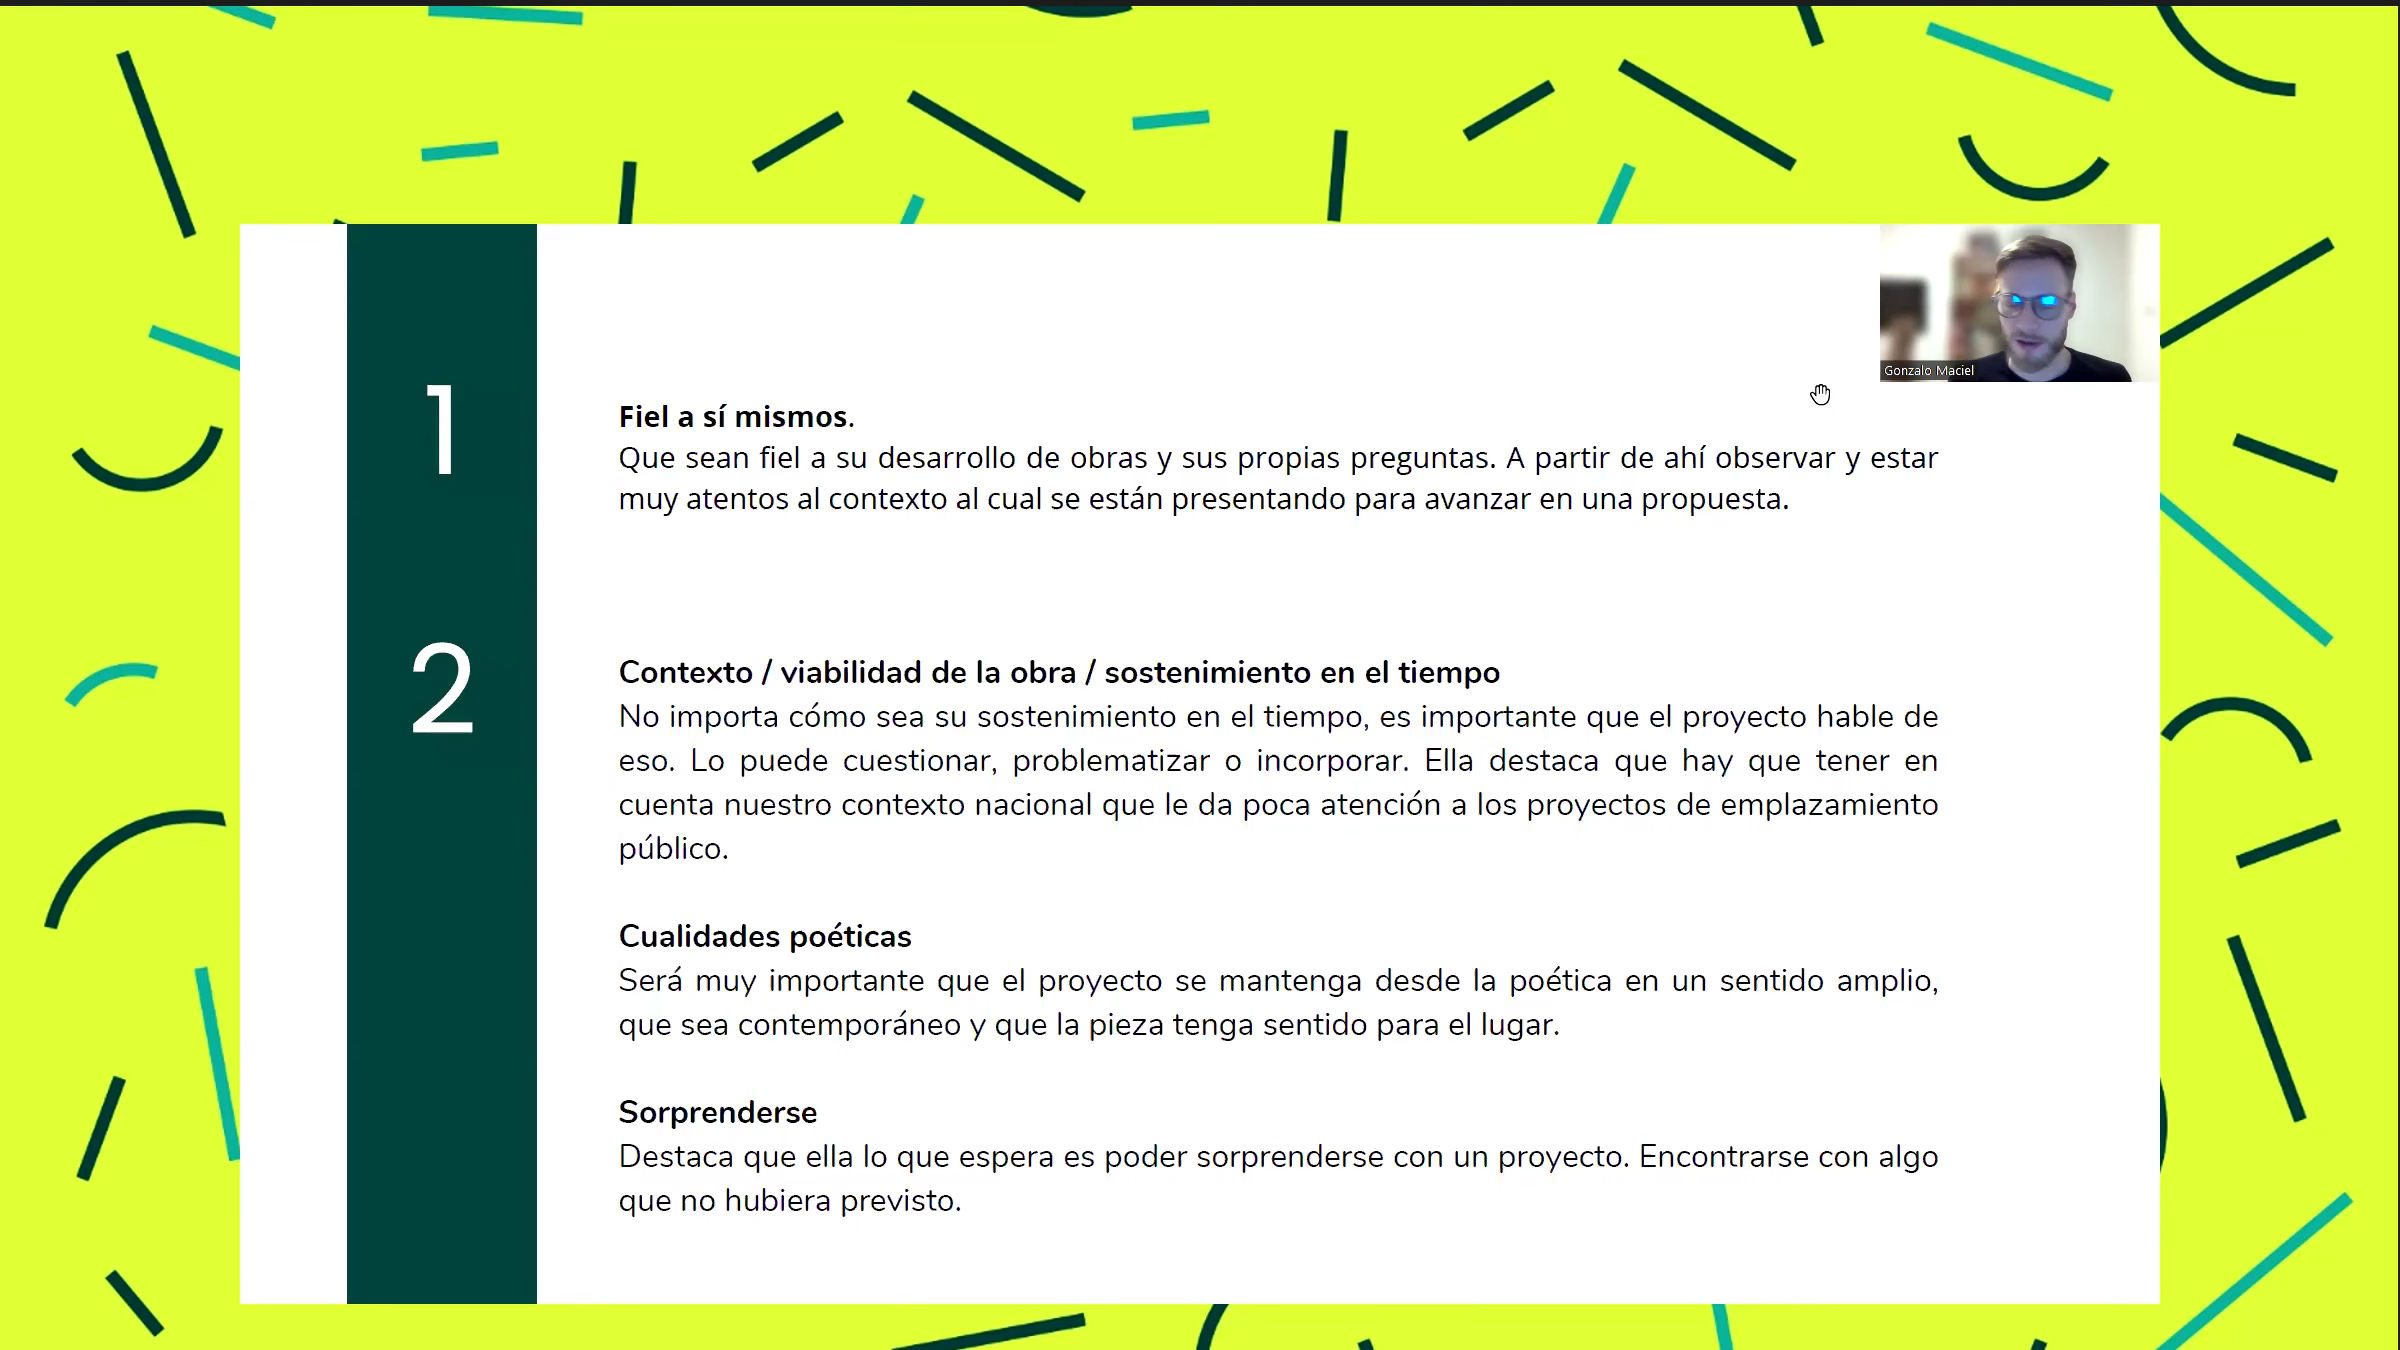 Gonzalo Maciel
1
Fiel a sí mismos.
Que sean fiel a su desarrollo de obras y sus propias preguntas. A partir de ahí observar y estar
muy atentos al contexto al cual se están presentando para avanzar en una propuesta.
2
Contexto / viabilidad de la obra / sostenimiento en el tiempo
No importa cómo sea su sostenimiento en el tiempo, es importante que el proyecto hable de
eso. Lo puede cuestionar, problematizar o incorporar. Ella destaca que hay que tener en
cuenta nuestro contexto nacional que le da poca atención a los proyectos de emplazamiento
público.
Cualidades poéticas
Será muy importante que el proyecto se mantenga desde la poética en un sentido amplio,
que sea contemporáneo y que la pieza tenga sentido para el lugar.
Sorprenderse
Destaca que ella lo que espera es poder sorprenderse con un proyecto. Encontrarse con algo
que no hubiera previsto.